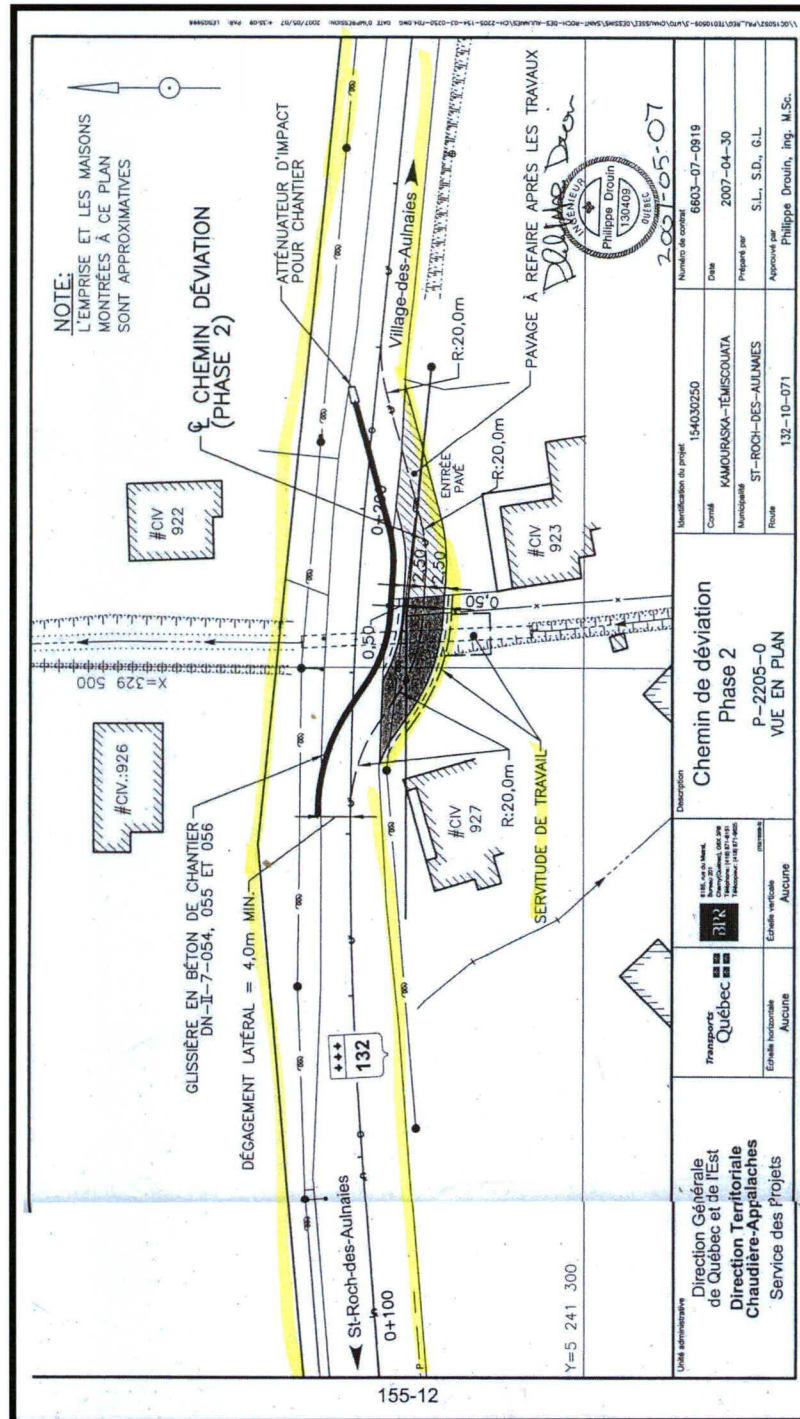 NOTE:
L'EMPRISE ET LES MAISONS
MONTRÉES À CE PLAN
SONT APPROXIMATIVES
ATTÉNUATEUR D'IMPACT
POUR CHANTIER
℄ CHEMIN DÉVIATION
(PHASE 2)
GLISSIÈRE EN BÉTON DE CHANTIER
DN-II-7-054, 055 ET 056
DÉGAGEMENT LATÉRAL = 4,0m MIN.
#CIV.:926
X=329 500
#CIV
922
132
St-Roch-des-Aulnaies
0+100
Village-des-Aulnaies
R:20,0m
0+200
0,50
2,50
2,50
0,50
ENTRÉE
PAVÉ
R:20,0m
PAVAGE À REFAIRE APRÈS LES TRAVAUX
#CIV
927
R:20,0m
#CIV
923
SERVITUDE DE TRAVAIL
Y=5 241 300
INGÉNIEUR
Philippe Drouin
130409
QUÉBEC
2007-05-07
Unité administrative
Direction Générale
de Québec et de l'Est
Direction Territoriale
Chaudière-Appalaches
Service des Projets
Transports
Québec
BPR
Échelle horizontale
Aucune
Échelle verticale
Aucune
Description
Chemin de déviation
Phase 2
P-2205-0
VUE EN PLAN
Identification du projet
154030250
Comté
KAMOURASKA-TÉMISCOUATA
Municipalité
ST-ROCH-DES-AULNAIES
Route
132-10-071
Numéro de contrat
6603-07-0919
Date
2007-04-30
Préparé par
S.L., S.D., G.L.
Approuvé par
Philippe Drouin, ing. M.Sc.
155-12